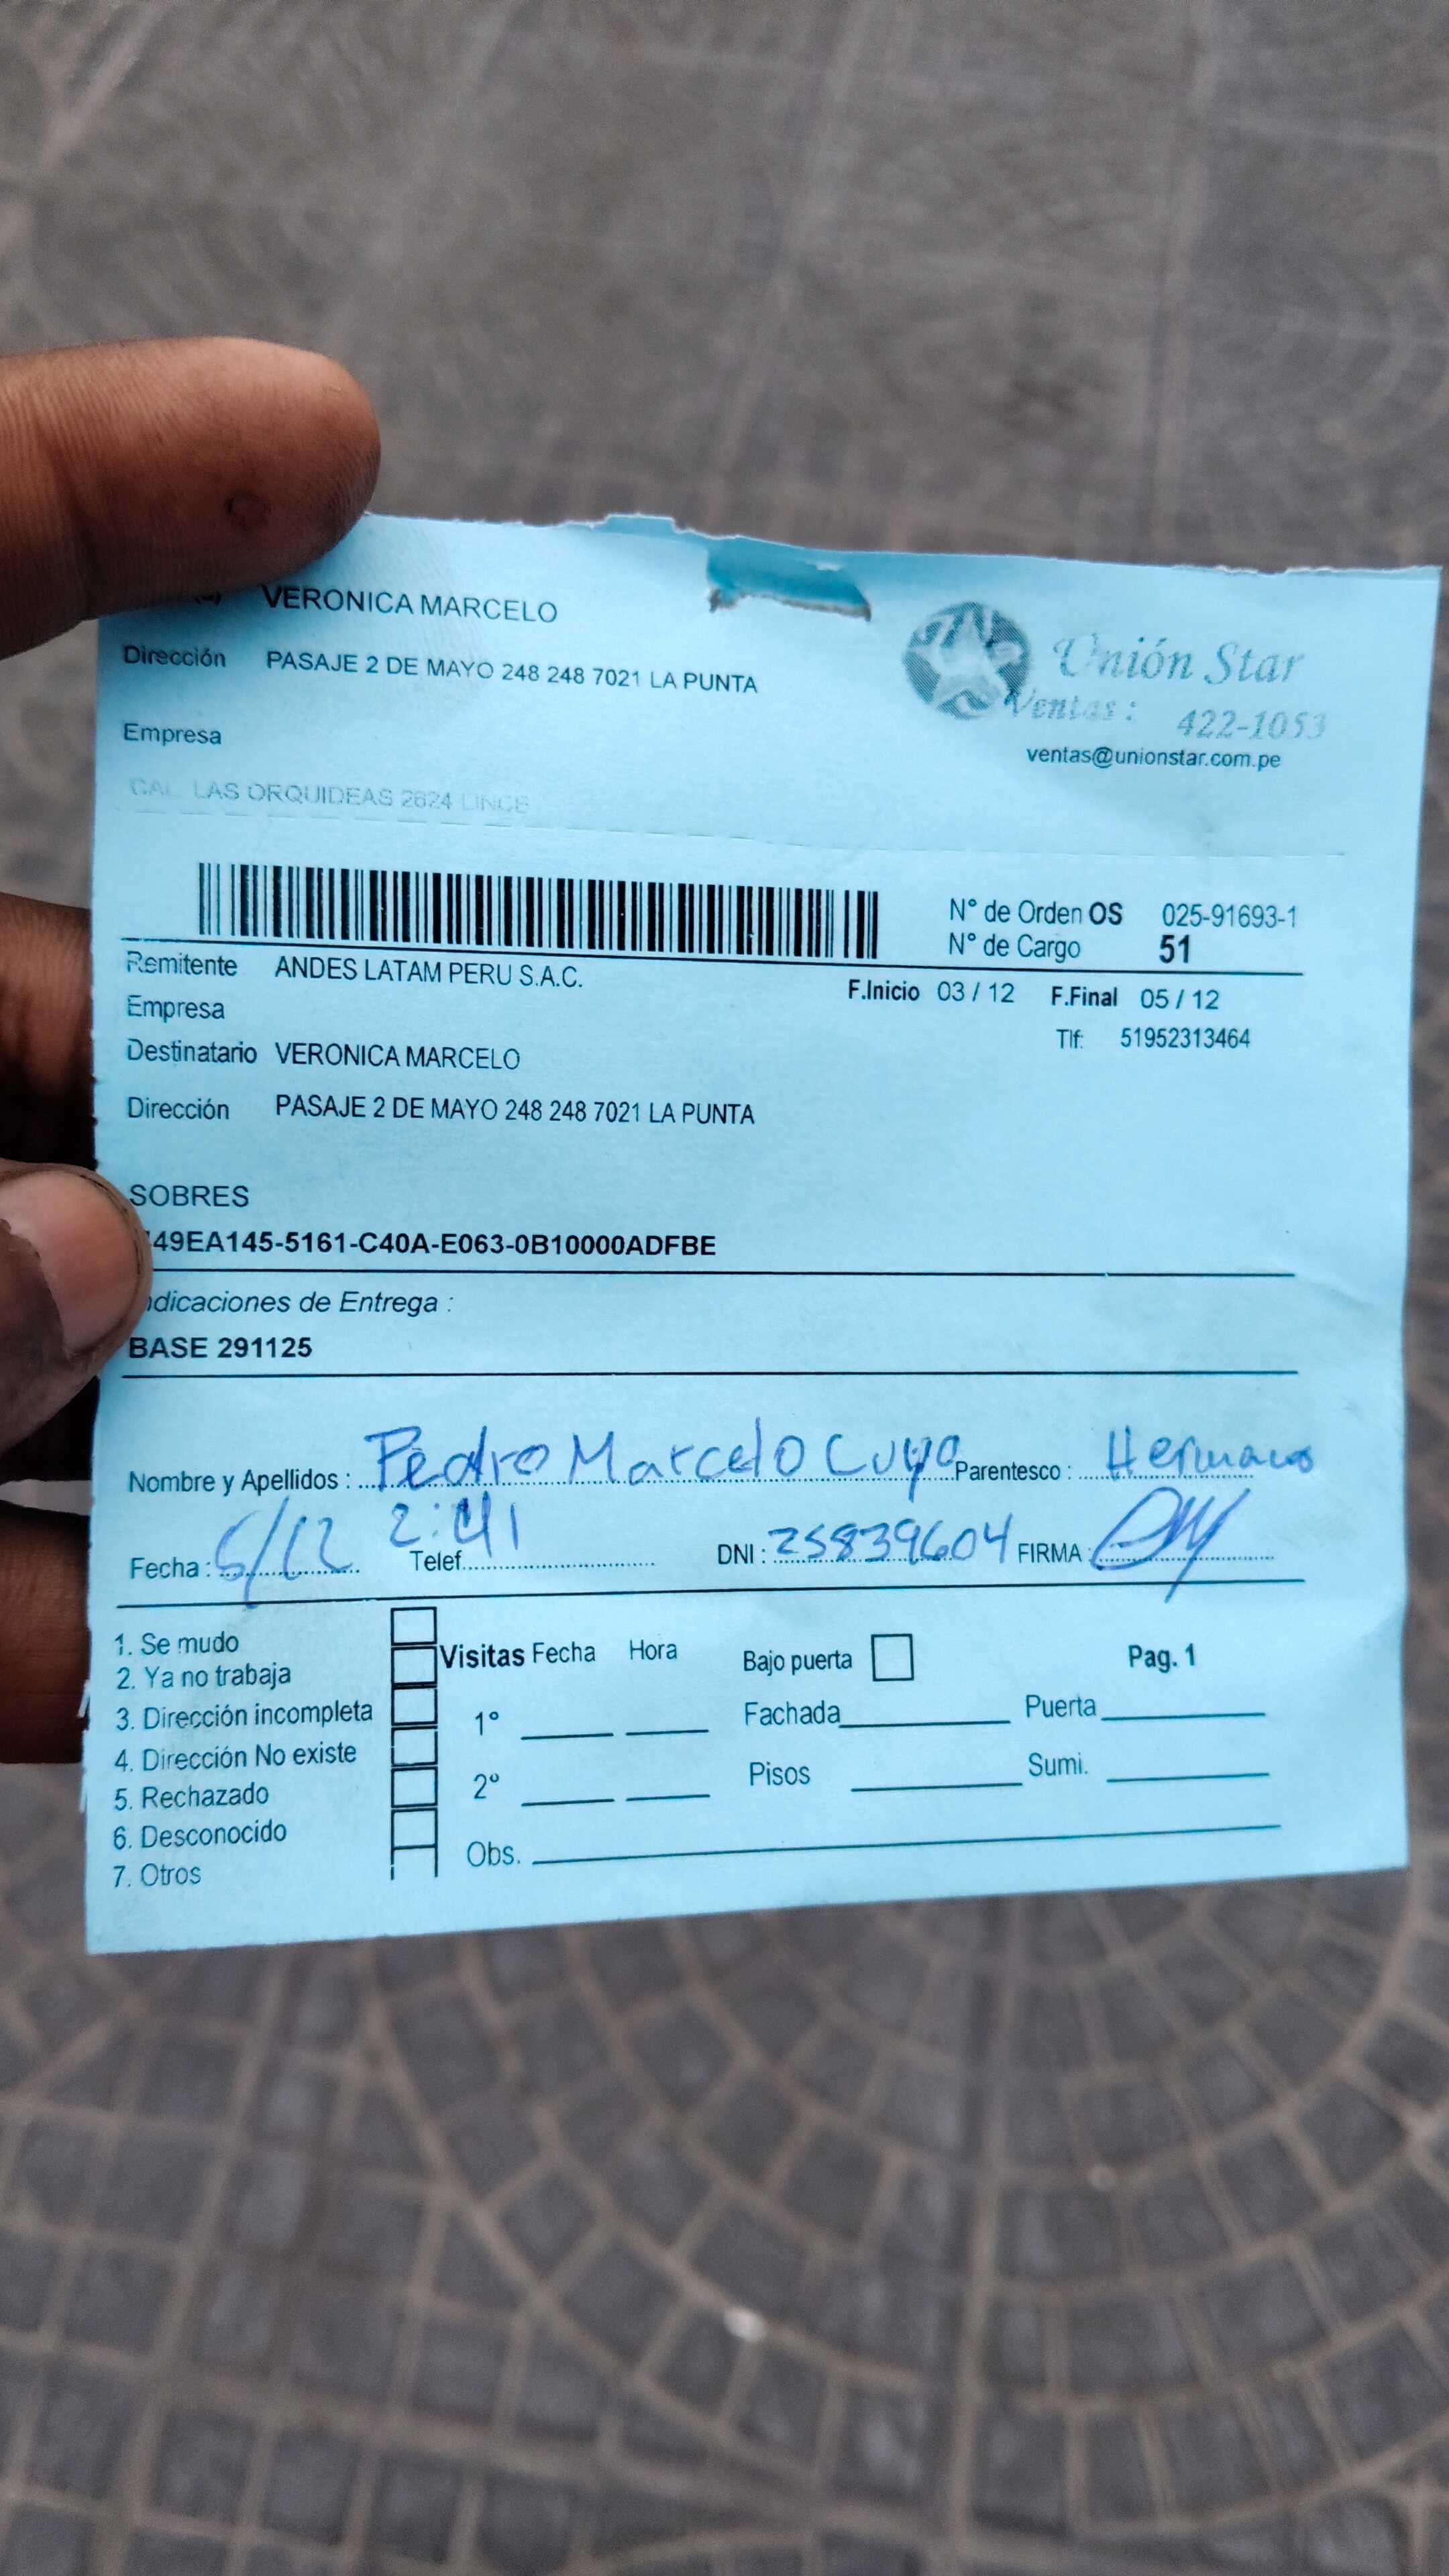 VERONICA MARCELO
Dirección PASAJE 2 DE MAYO 248 248 7021 LA PUNTA
Unión Star
Ventas : 422-1053
ventas@unionstar.com.pe
Empresa
CAL LAS ORQUIDEAS 2624 LINCE
N° de Orden OS 025-91693-1
N° de Cargo 51
Remitente ANDES LATAM PERU S.A.C.
F.Inicio 03 / 12 F.Final 05 / 12
Empresa
Tlf: 51952313464
Destinatario VERONICA MARCELO
Dirección PASAJE 2 DE MAYO 248 248 7021 LA PUNTA
SOBRES
49EA145-5161-C40A-E063-0B10000ADFBE
dicaciones de Entrega :
BASE 291125
Nombre y Apellidos : Pedro Marcelo Cuya Parentesco : Hermano
Fecha : 5/12 2:41 Telef. DNI : 25839604 FIRMA :
1. Se mudo
2. Ya no trabaja
3. Dirección incompleta
4. Dirección No existe
5. Rechazado
6. Desconocido
7. Otros
Visitas Fecha Hora
1°
2°
Obs.
Bajo puerta
Pag. 1
Fachada Puerta
Pisos Sumi.